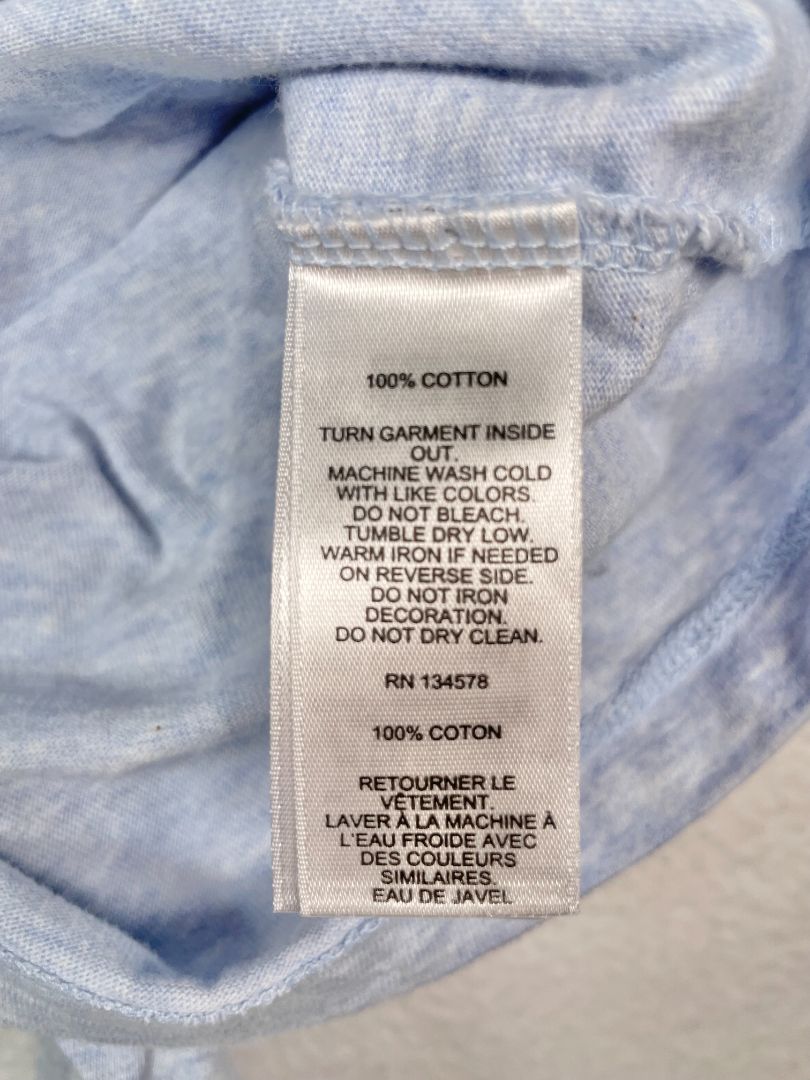 100% COTTON
TURN GARMENT INSIDE
OUT.
MACHINE WASH COLD
WITH LIKE COLORS.
DO NOT BLEACH.
TUMBLE DRY LOW.
WARM IRON IF NEEDED
ON REVERSE SIDE.
DO NOT IRON
DECORATION.
DO NOT DRY CLEAN.
RN 134578
100% COTON
RETOURNER LE
VÊTEMENT.
LAVER À LA MACHINE À
L'EAU FROIDE AVEC
DES COULEURS
SIMILAIRES.
EAU DE JAVEL